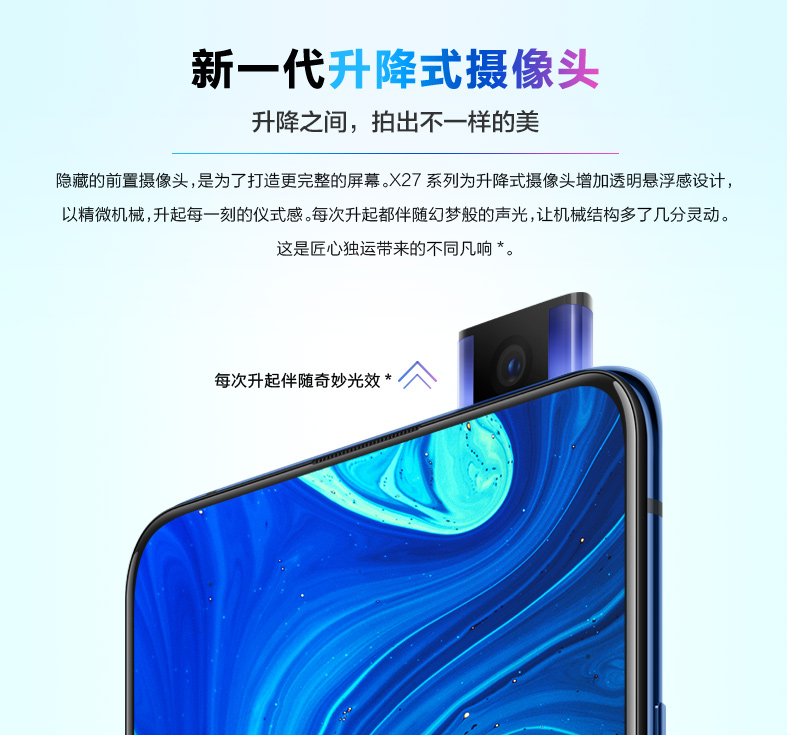 新一代升降式摄像头
升降之间，拍出不一样的美
隐藏的前置摄像头，是为了打造更完整的屏幕。X27 系列为升降式摄像头增加透明悬浮感设计，
以精微机械，升起每一刻的仪式感。每次升起都伴随幻梦般的声光，让机械结构多了几分灵动。
这是匠心独运带来的不同凡响 *。
每次升起伴随奇妙光效 *